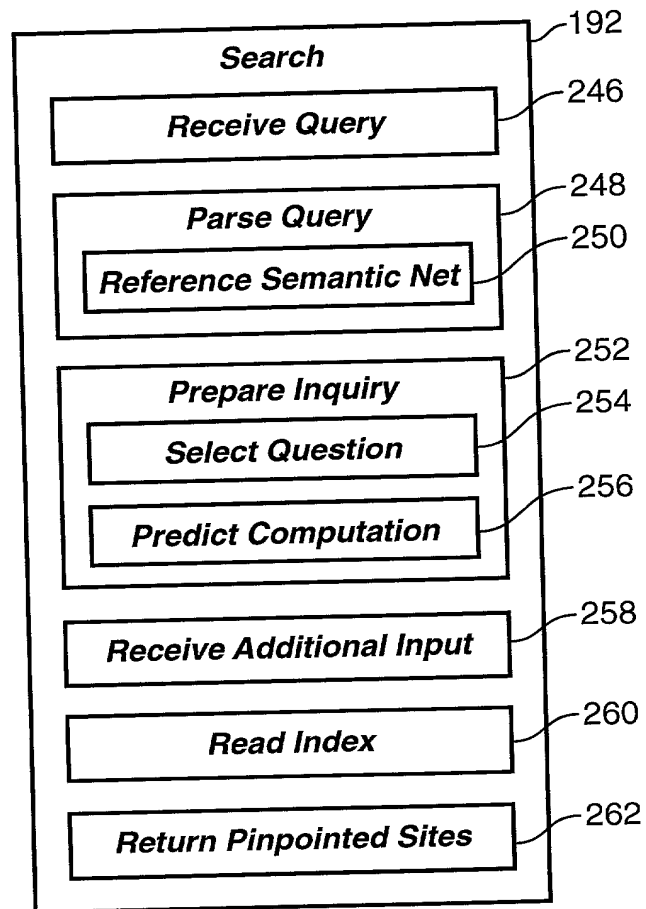 192
Search
246
Receive Query
248
Parse Query
250
Reference Semantic Net
252
Prepare Inquiry
254
Select Question
256
Predict Computation
258
Receive Additional Input
260
Read Index
262
Return Pinpointed Sites